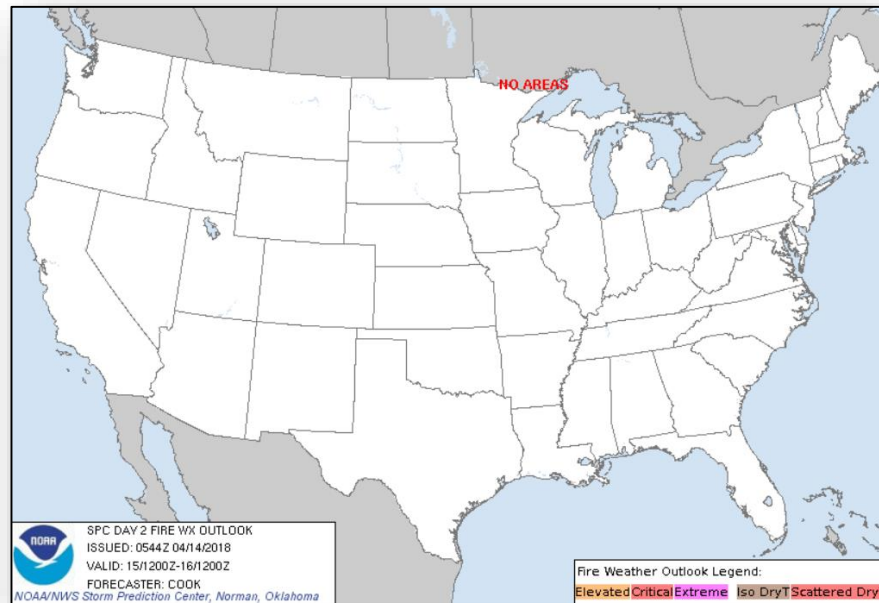 NO AREAS
NOAA
SPC DAY 2 FIRE WX OUTLOOK
ISSUED: 0544Z 04/14/2018
VALID: 15/1200Z-16/1200Z
FORECASTER: COOK
NOAA/NWS Storm Prediction Center, Norman, Oklahoma
Fire Weather Outlook Legend:
Elevated Critical Extreme Iso DryT Scattered Dry